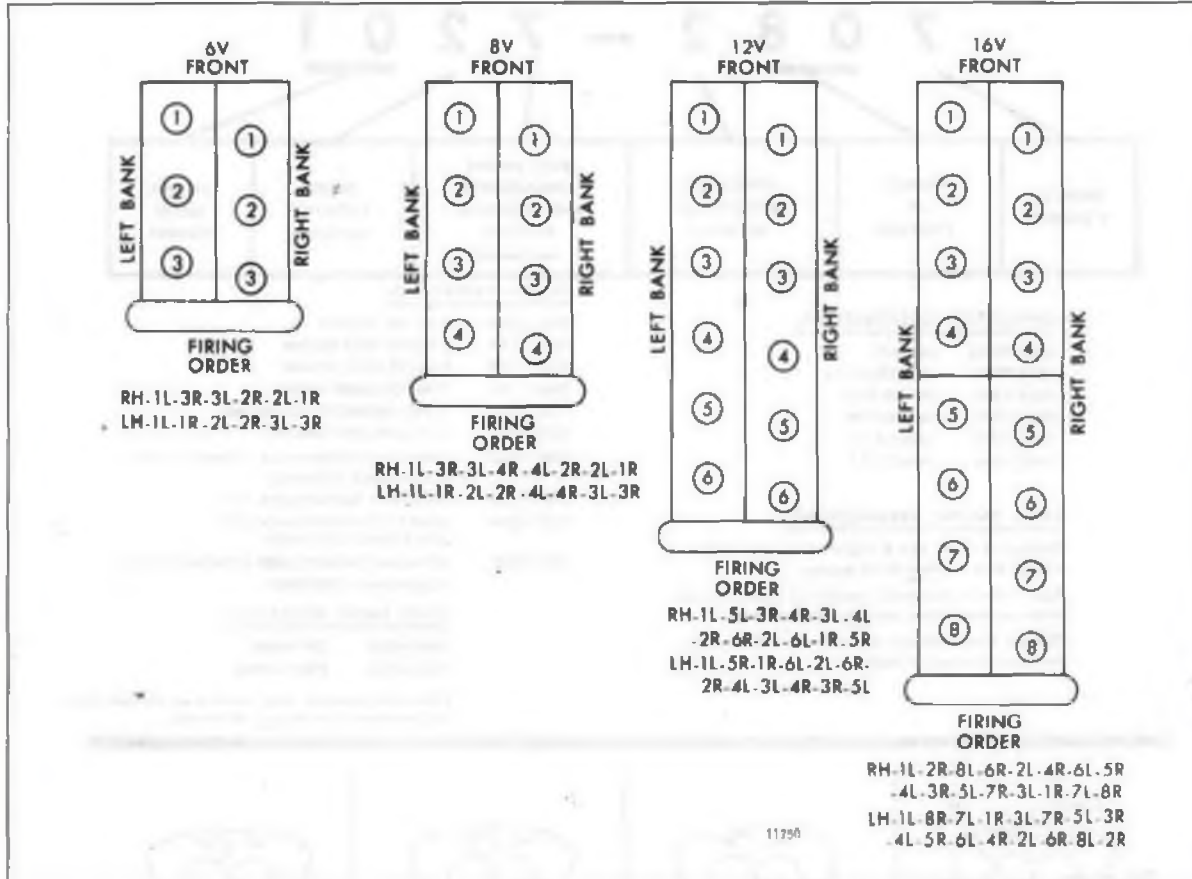 6V
FRONT
LEFT BANK
1
2
3
1
2
3
RIGHT BANK
FIRING
ORDER
RH-1L-3R-3L-2R-2L-1R
LH-1L-1R-2L-2R-3L-3R
8V
FRONT
LEFT BANK
1
2
3
4
1
2
3
4
RIGHT BANK
FIRING
ORDER
RH-1L-3R-3L-4R-4L-2R-2L-1R
LH-1L-1R-2L-2R-4L-4R-3L-3R
12V
FRONT
LEFT BANK
1
2
3
4
5
6
1
2
3
4
5
6
RIGHT BANK
FIRING
ORDER
RH-1L-5L-3R-4R-3L-4L
-2R-6R-2L-6L-1R-5R
LH-1L-5R-1R-6L-2L-6R-
2R-4L-3L-4R-3R-5L
16V
FRONT
LEFT BANK
1
2
3
4
5
6
7
8
1
2
3
4
5
6
7
8
RIGHT BANK
FIRING
ORDER
RH-1L-2R-8L-6R-2L-4R-6L-5R
-4L-3R-5L-7R-3L-1R-7L-8R
LH-1L-8R-7L-1R-3L-7R-5L-3R
-4L-5R-6L-4R-2L-6R-8L-2R
11750